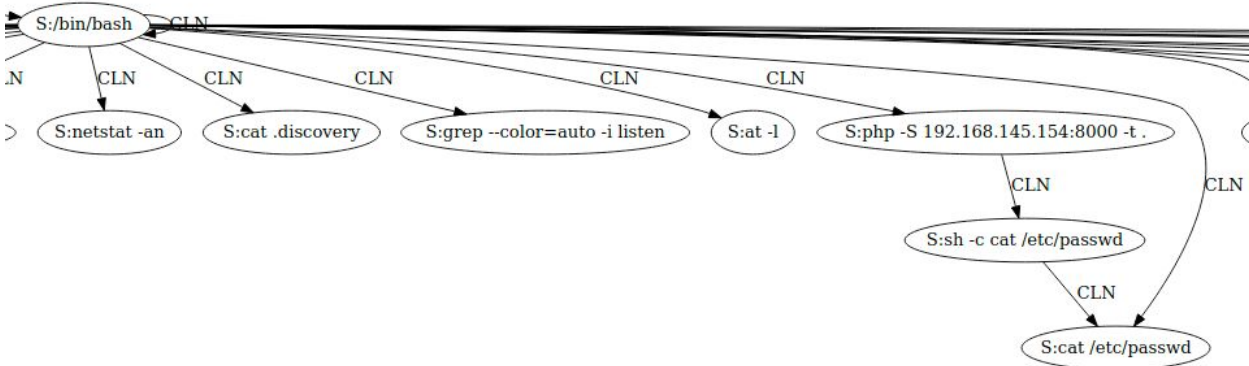 S:/bin/bash
CLN
LN
CLN
CLN
CLN
CLN
CLN
S:netstat -an
S:cat .discovery
S:grep --color=auto -i listen
S:at -l
S:php -S 192.168.145.154:8000 -t .
CLN
CLN
S:sh -c cat /etc/passwd
CLN
S:cat /etc/passwd